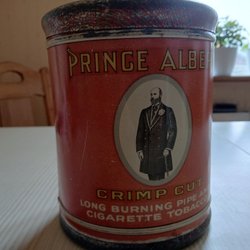 PRINCE ALBE
CRIMP CUT
LONG BURNING PIPE A
CIGARETTE TOBACCO